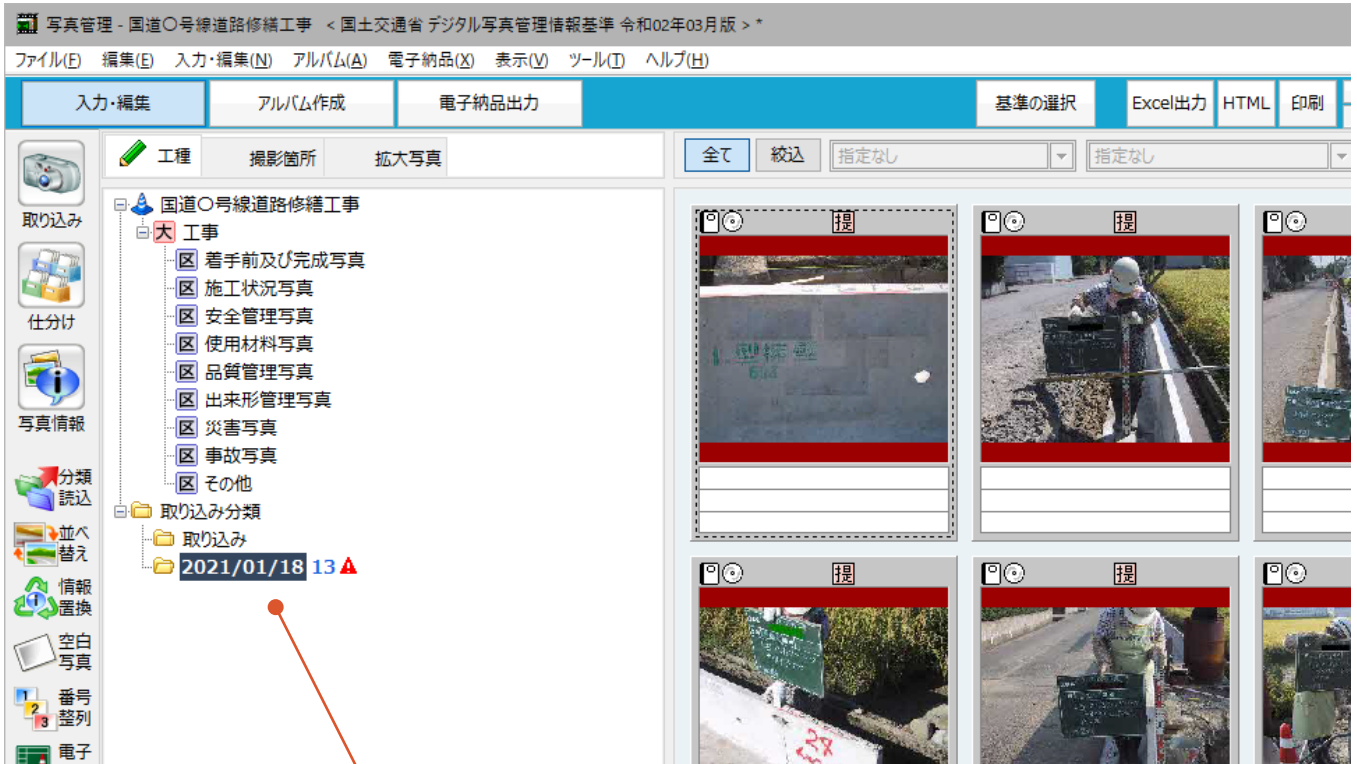 写真管理 - 国道〇号線道路修繕工事 < 国土交通省 デジタル写真管理情報基準 令和02年03月版 > *
ファイル(F) 編集(E) 入力・編集(N) アルバム(A) 電子納品(X) 表示(V) ツール(T) ヘルプ(H)
入力・編集 アルバム作成 電子納品出力 基準の選択 Excel出力 HTML 印刷
工種 撮影箇所 拡大写真 全て 絞込 指定なし 指定なし
取り込み
仕分け
写真情報
分類
読込
並べ
替え
情報
置換
空白
写真
1 2 3 番号
整列
電子
国道〇号線道路修繕工事
大 工事
区 着手前及び完成写真
区 施工状況写真
区 安全管理写真
区 使用材料写真
区 品質管理写真
区 出来形管理写真
区 災害写真
区 事故写真
区 その他
取り込み分類
取り込み
2021/01/18 13
提 提
提 提